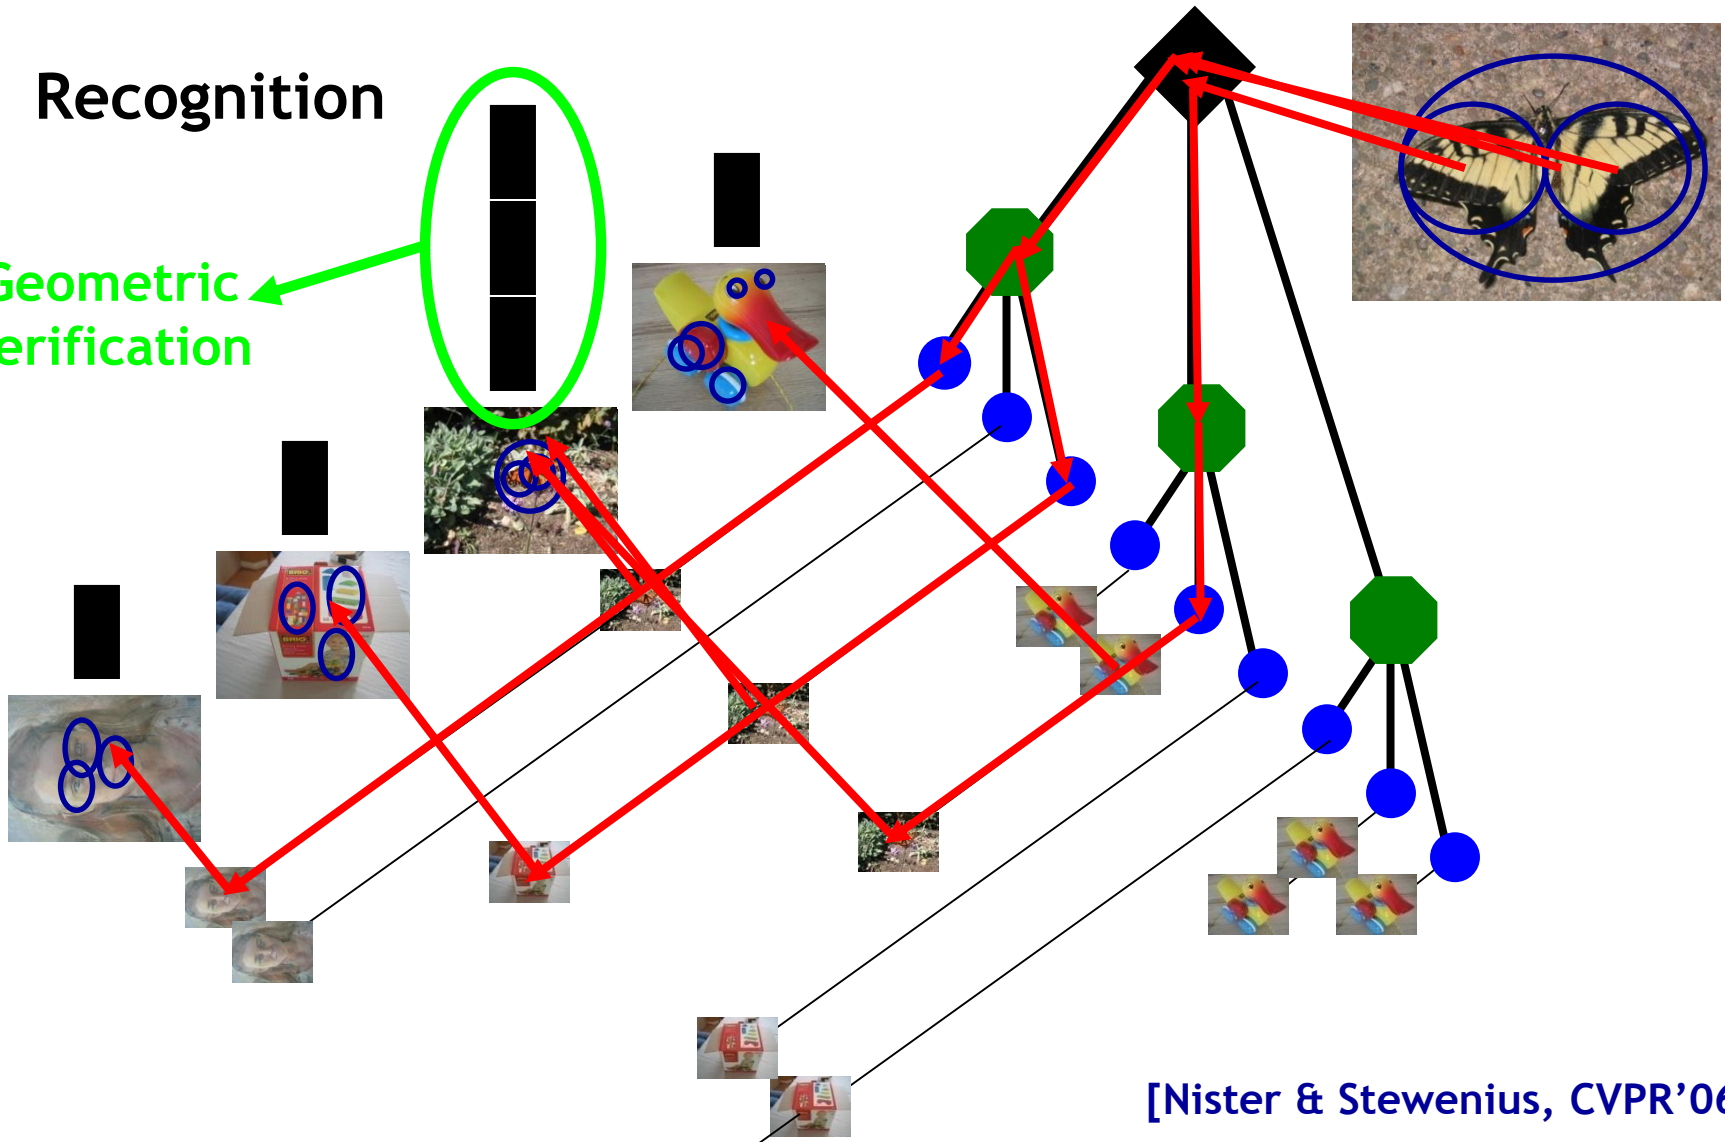 Recognition
Geometric
erification
[Nister & Stewenius, CVPR’06